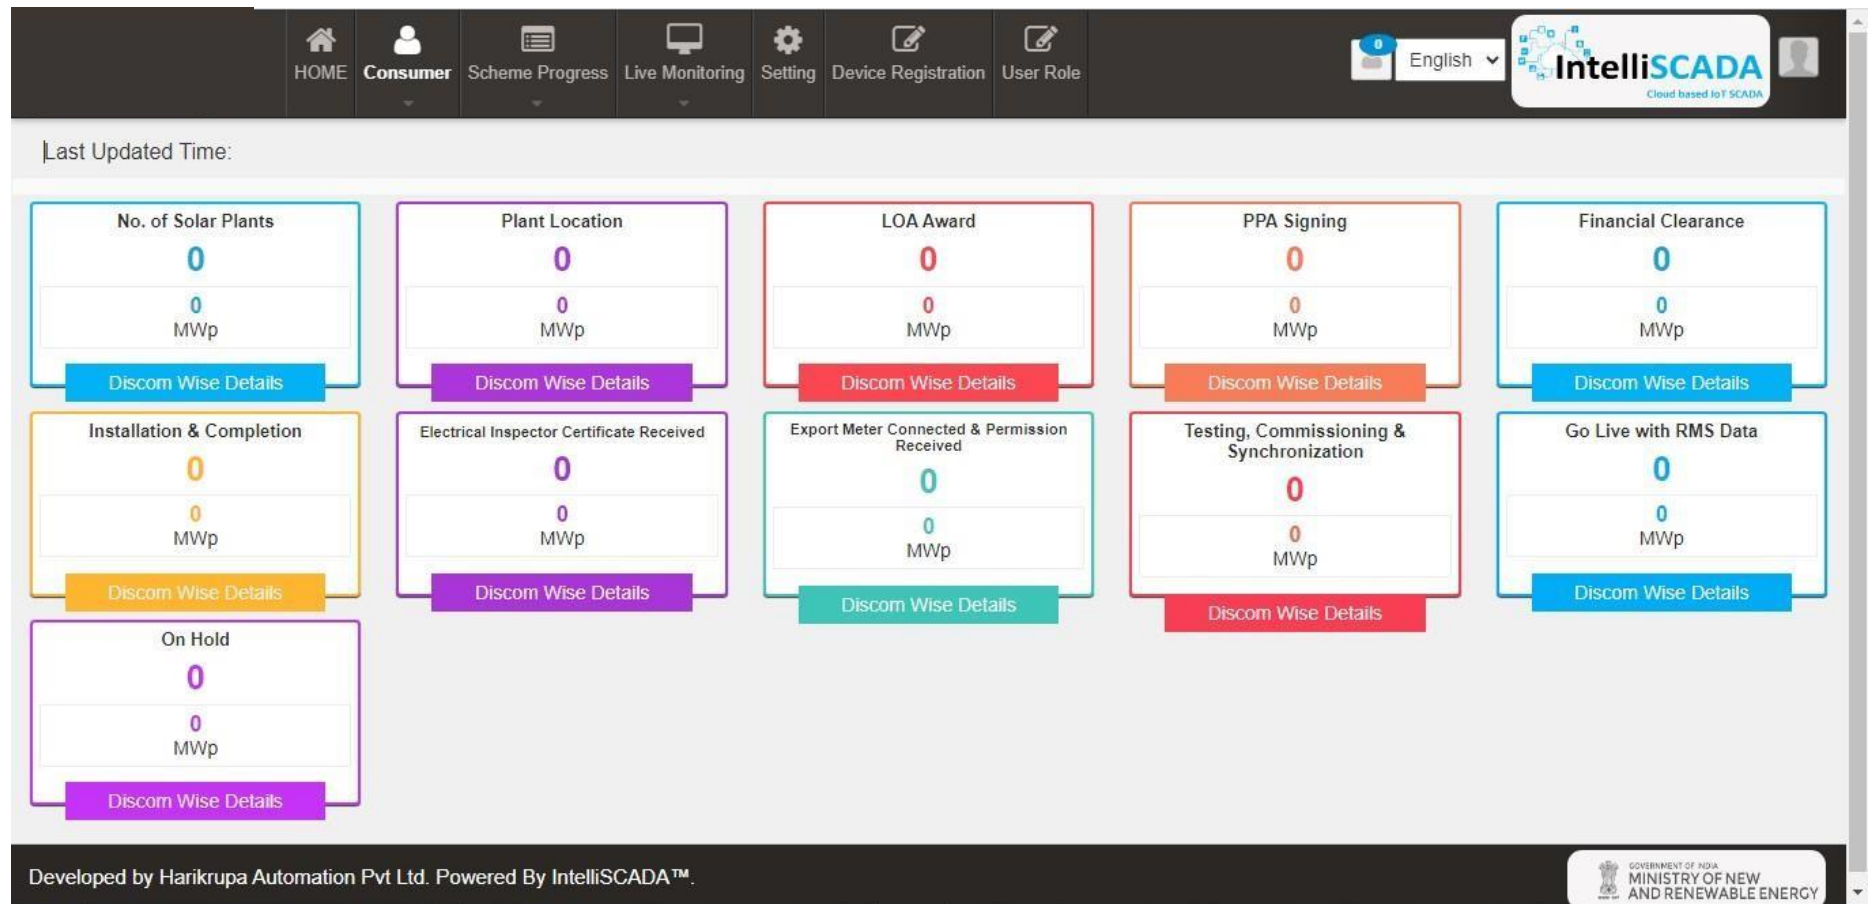 HOME
Consumer
Scheme Progress
Live Monitoring
Setting
Device Registration
User Role
0
English
IntelliSCADA
Cloud based IoT SCADA
Last Updated Time:
No. of Solar Plants
0
0
MWp
Discom Wise Details
Plant Location
0
0
MWp
Discom Wise Details
LOA Award
0
0
MWp
Discom Wise Details
PPA Signing
0
0
MWp
Discom Wise Details
Financial Clearance
0
0
MWp
Discom Wise Details
Installation & Completion
0
0
MWp
Discom Wise Details
Electrical Inspector Certificate Received
0
0
MWp
Discom Wise Details
Export Meter Connected & Permission
Received
0
0
MWp
Discom Wise Details
Testing, Commissioning &
Synchronization
0
0
MWp
Discom Wise Details
Go Live with RMS Data
0
0
MWp
Discom Wise Details
On Hold
0
0
MWp
Discom Wise Details
Developed by Harikrupa Automation Pvt Ltd. Powered By IntelliSCADA™.
GOVERNMENT OF INDIA
MINISTRY OF NEW
AND RENEWABLE ENERGY